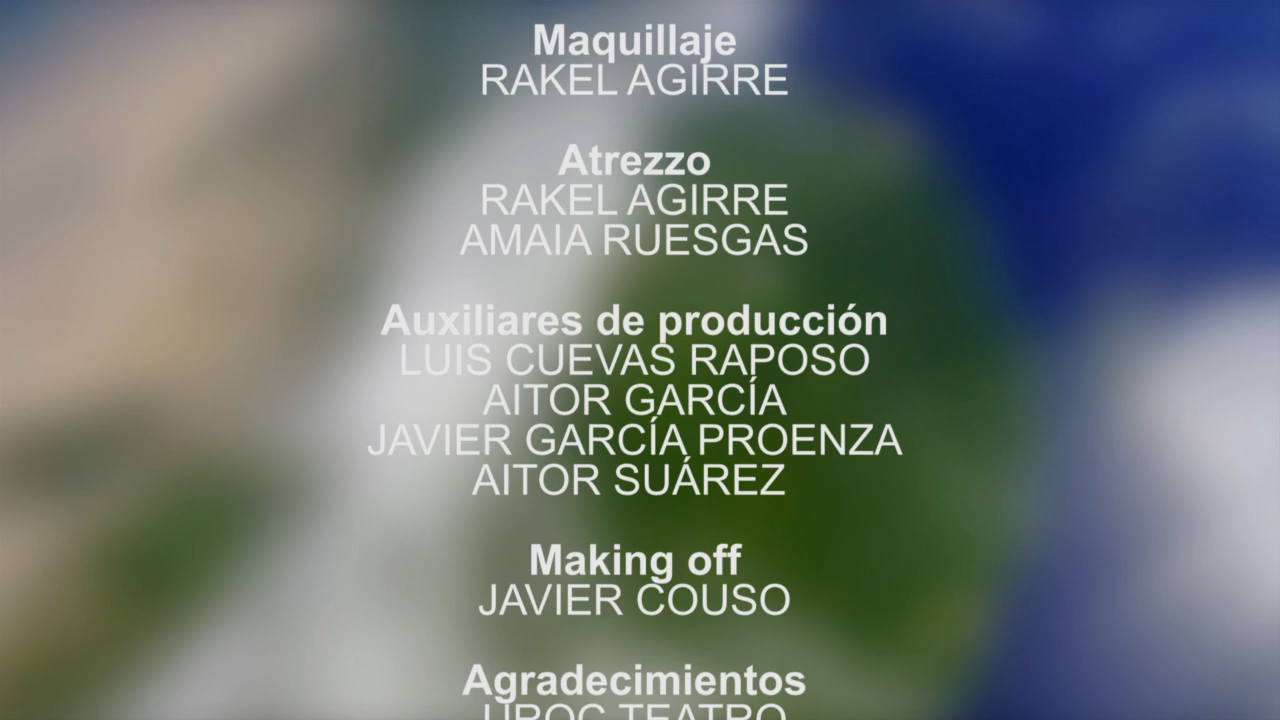 Maquillaje
RAKEL AGIRRE
Atrezzo
RAKEL AGIRRE
AMAIA RUESGAS
Auxiliares de producción
LUIS CUEVAS RAPOSO
AITOR GARCÍA
JAVIER GARCÍA PROENZA
AITOR SUÁREZ
Making off
JAVIER COUSO
Agradecimientos
TEATRO